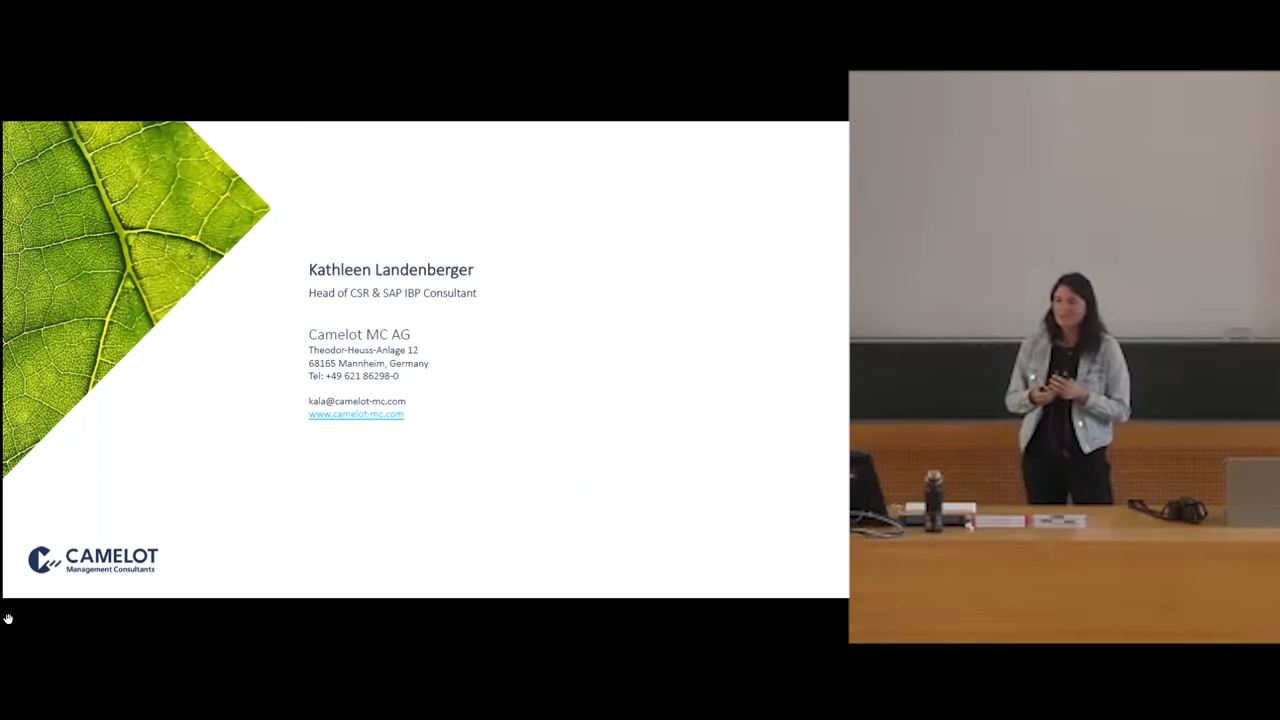 Kathleen Landenberger
Head of CSR & SAP IBP Consultant
Camelot MC AG
Theodor-Heuss-Anlage 12
68165 Mannheim, Germany
Tel: +49 621 86298-0
kala@camelot-mc.com
www.camelot-mc.com
CAMELOT
Management Consultants